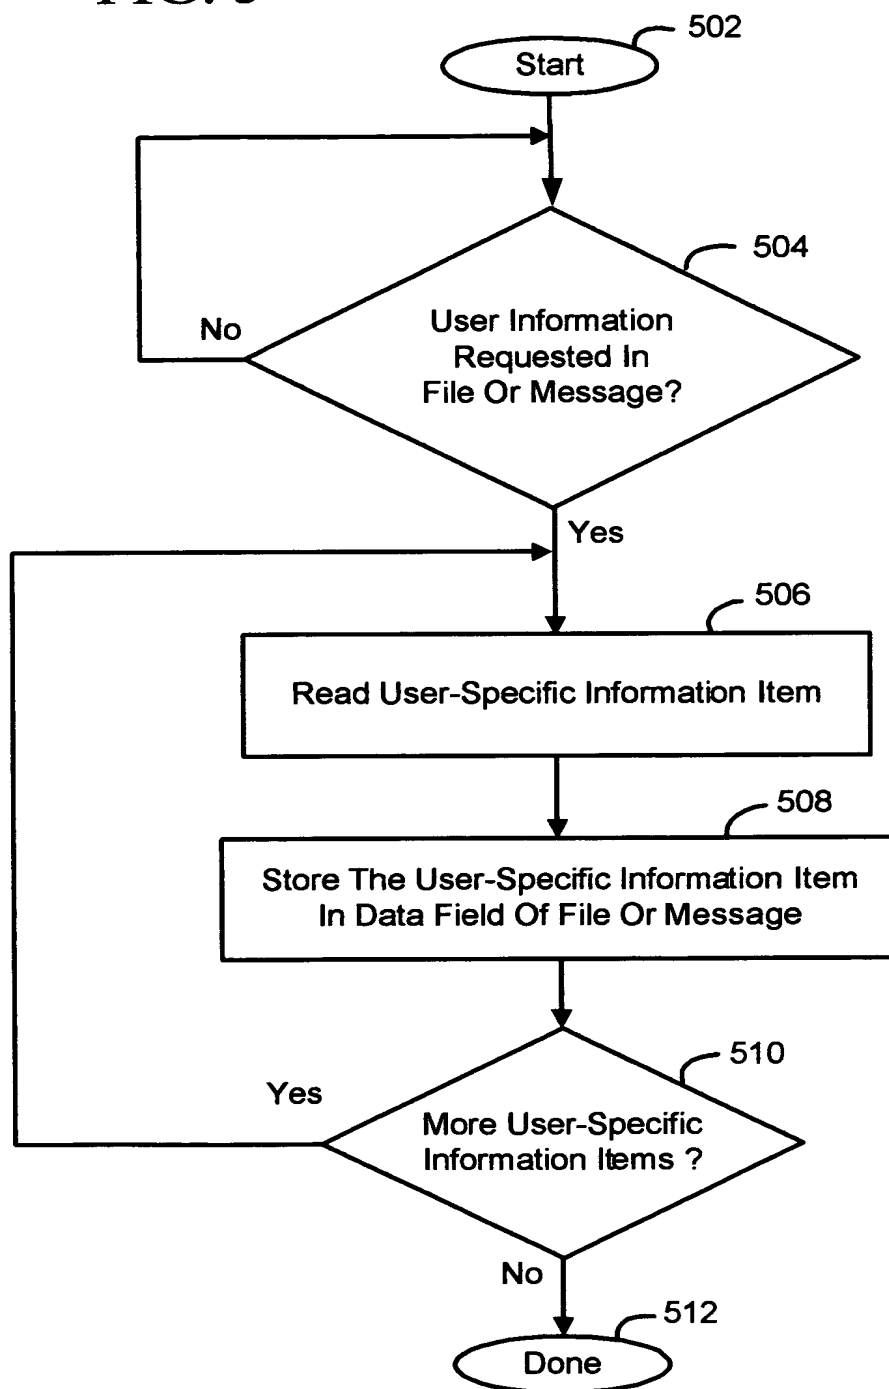 502
Start
504
User Information
Requested In
File Or Message?
No
Yes
506
Read User-Specific Information Item
508
Store The User-Specific Information Item
In Data Field Of File Or Message
510
Yes
More User-Specific
Information Items ?
No
512
Done